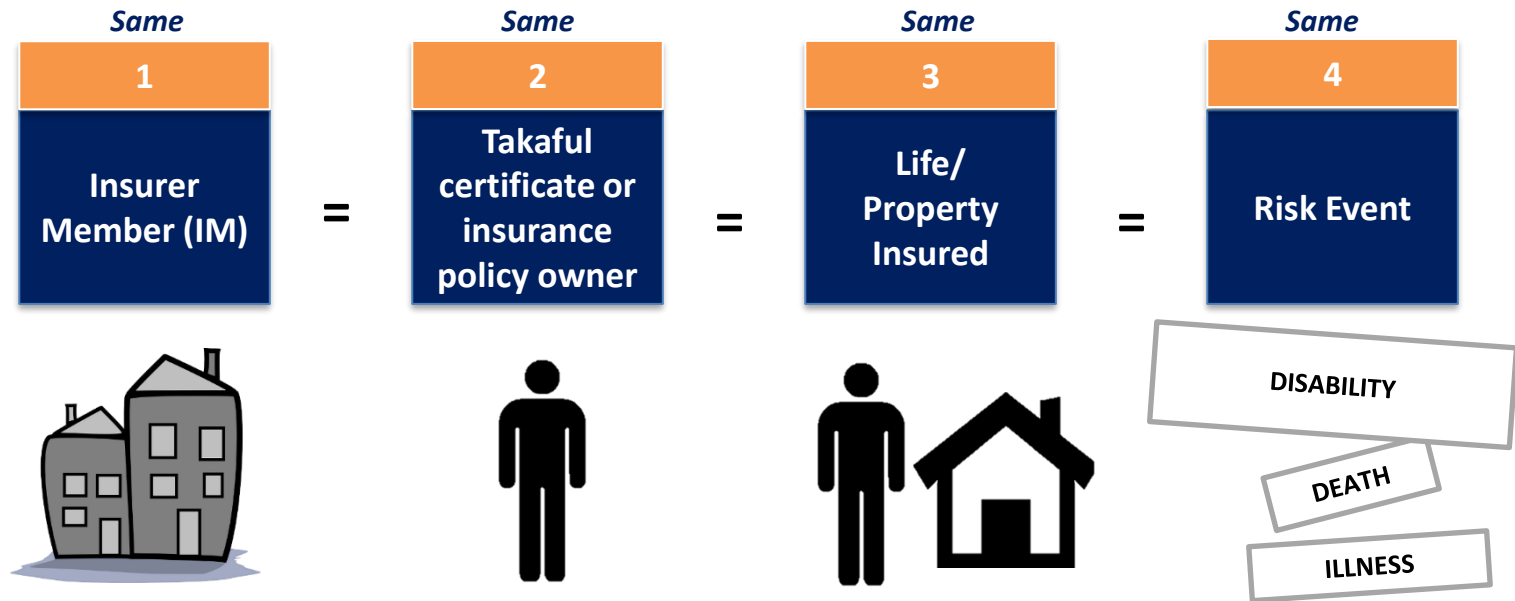 Same
1
Insurer
Member (IM)
=
Same
2
Takaful
certificate or
insurance
policy owner
=
Same
3
Life/
Property
Insured
=
Same
4
Risk Event
DISABILITY
DEATH
ILLNESS